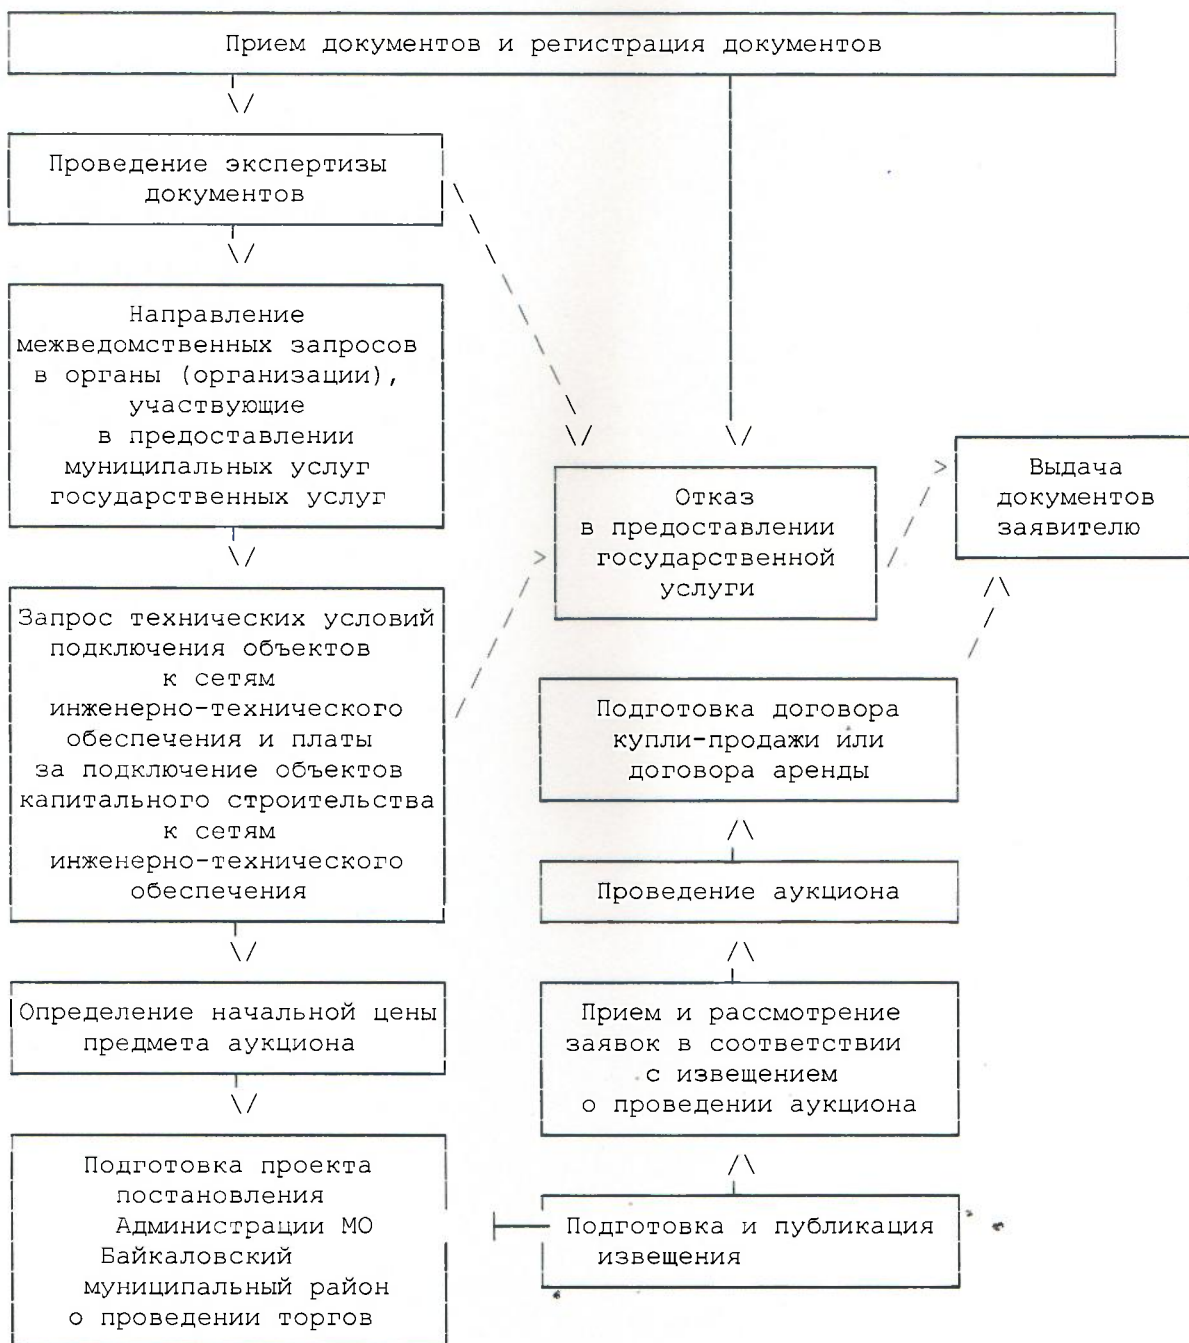 Прием документов и регистрация документов
Проведение экспертизы
документов
Направление
межведомственных запросов
в органы (организации),
участвующие
в предоставлении
муниципальных услуг
государственных услуг
Запрос технических условий
подключения объектов
к сетям
инженерно-технического
обеспечения и платы
за подключение объектов
капитального строительства
к сетям
инженерно-технического
обеспечения
Определение начальной цены
предмета аукциона
Подготовка проекта
постановления
Администрации МО
Байкаловский
муниципальный район
о проведении торгов
Отказ
в предоставлении
государственной
услуги
Выдача
документов
заявителю
Подготовка договора
купли-продажи или
договора аренды
Проведение аукциона
Прием и рассмотрение
заявок в соответствии
с извещением
о проведении аукциона
Подготовка и публикация
извещения